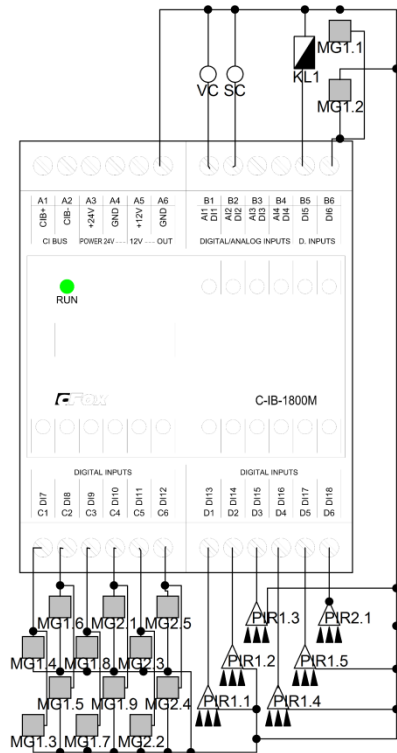 MG1.1
KL1
VC SC
MG1.2
A1 A2 A3 A4 A5 A6 B1 B2 B3 B4 B5 B6
CIB+ CIB- +24V GND +12V GND AI1 DI1 AI2 DI2 AI3 DI3 AI4 DI4 DI5 DI6
CI BUS POWER 24V --- 12V --- OUT DIGITAL/ANALOG INPUTS D. INPUTS
RUN
C-IB-1800M
DIGITAL INPUTS DIGITAL INPUTS
DI7 DI8 DI9 DI10 DI11 DI12 DI13 DI14 DI15 DI16 DI17 DI18
C1 C2 C3 C4 C5 C6 D1 D2 D3 D4 D5 D6
MG1.6 MG2.1 MG2.5 PIR1.3 PIR2.1
MG1.4 MG1.8 MG2.3 PIR1.2 PIR1.5
MG1.5 MG1.9 MG2.4 PIR1.1 PIR1.4
MG1.3 MG1.7 MG2.2